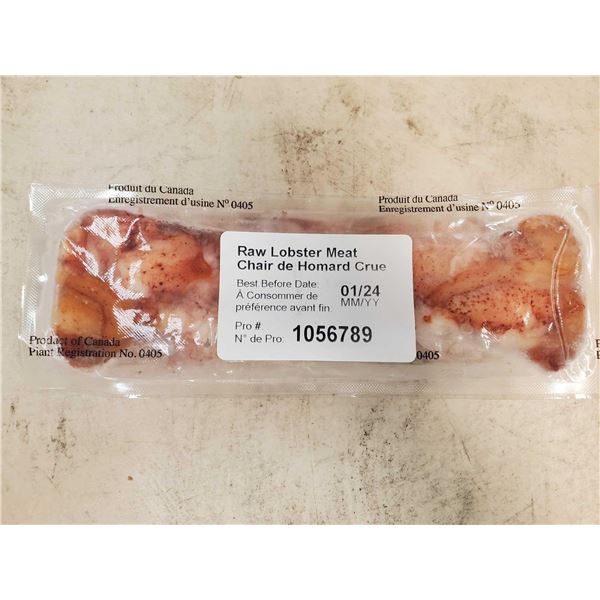 Produit du Canada
Enregistrement d'usine Nº 0405
Produit du Canada
Enregistrement d'usine Nº 0405
Raw Lobster Meat
Chair de Homard Crue
Best Before Date:
À Consommer de
préférence avant fin:
01/24
MM/YY
Pro #:
N° de Pro:
1056789
Product of Canada
Plant Registration No. 0405
0405